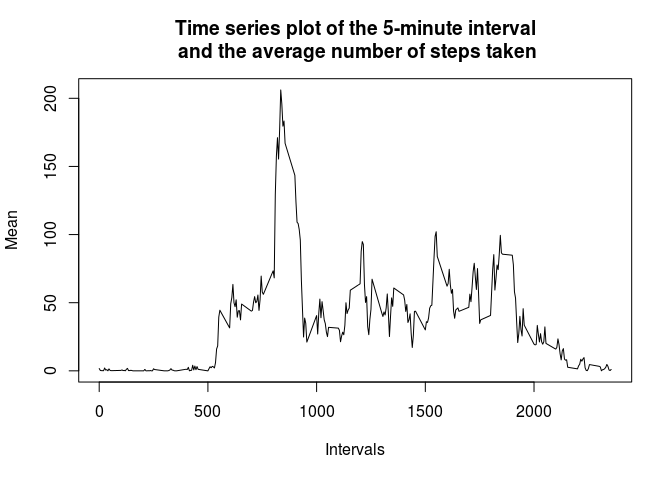 Time series plot of the 5-minute interval
and the average number of steps taken
200
150
100
50
0
Mean
0 500 1000 1500 2000
Intervals